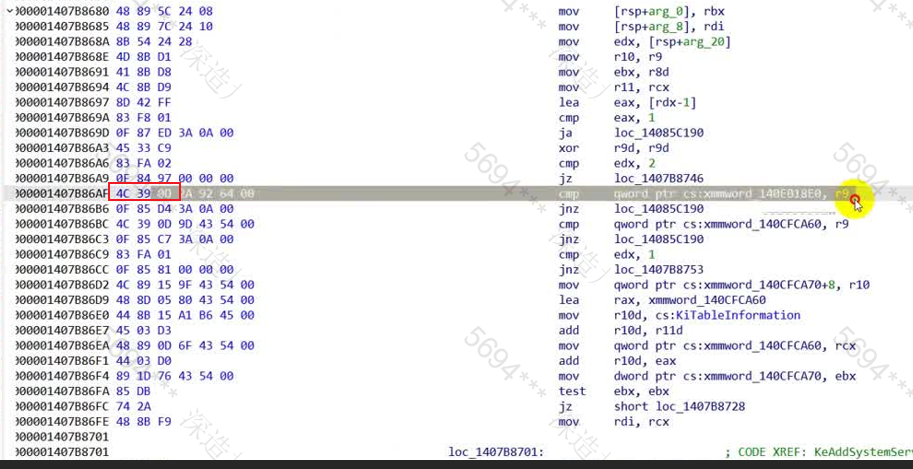 000001407B8680 48 89 5C 24 08 mov [rsp+arg_0], rbx
000001407B8685 48 89 7C 24 10 mov [rsp+arg_8], rdi
000001407B868A 8B 54 24 28 mov edx, [rsp+arg_20]
000001407B868E 4D 8B D1 mov r10, r9
000001407B8691 41 8B D8 mov ebx, r8d
000001407B8694 4C 8B D9 mov r11, rcx
000001407B8697 8D 42 FF lea eax, [rdx-1]
000001407B869A 83 F8 01 cmp eax, 1
000001407B869D 0F 87 ED 3A 0A 00 ja loc_14085C190
000001407B86A3 45 33 C9 xor r9d, r9d
000001407B86A6 83 FA 02 cmp edx, 2
000001407B86A9 0F 84 97 00 00 00 jz loc_1407B8746
000001407B86AF 4C 39 0D 2A 92 64 00 cmp qword ptr cs:xmmword_140E018E0, r9
000001407B86B6 0F 85 D4 3A 0A 00 jnz loc_14085C190
000001407B86BC 4C 39 0D 9D 43 54 00 cmp qword ptr cs:xmmword_140CFCA60, r9
000001407B86C3 0F 85 C7 3A 0A 00 jnz loc_14085C190
000001407B86C9 83 FA 01 cmp edx, 1
000001407B86CC 0F 85 81 00 00 00 jnz loc_1407B8753
000001407B86D2 4C 89 15 9F 43 54 00 mov qword ptr cs:xmmword_140CFCA70+8, r10
000001407B86D9 48 8D 05 80 43 54 00 lea rax, xmmword_140CFCA60
000001407B86E0 44 8B 15 A1 B6 45 00 mov r10d, cs:KiTableInformation
000001407B86E7 45 03 D3 add r10d, r11d
000001407B86EA 48 89 0D 6F 43 54 00 mov qword ptr cs:xmmword_140CFCA60, rcx
000001407B86F1 44 03 D0 add r10d, eax
000001407B86F4 89 1D 76 43 54 00 mov dword ptr cs:xmmword_140CFCA70, ebx
000001407B86FA 85 DB test ebx, ebx
000001407B86FC 74 2A jz short loc_1407B8728
000001407B86FE 48 8B F9 mov rdi, rcx
000001407B8701
000001407B8701 loc_1407B8701: ; CODE XREF: KeAddSystemSer